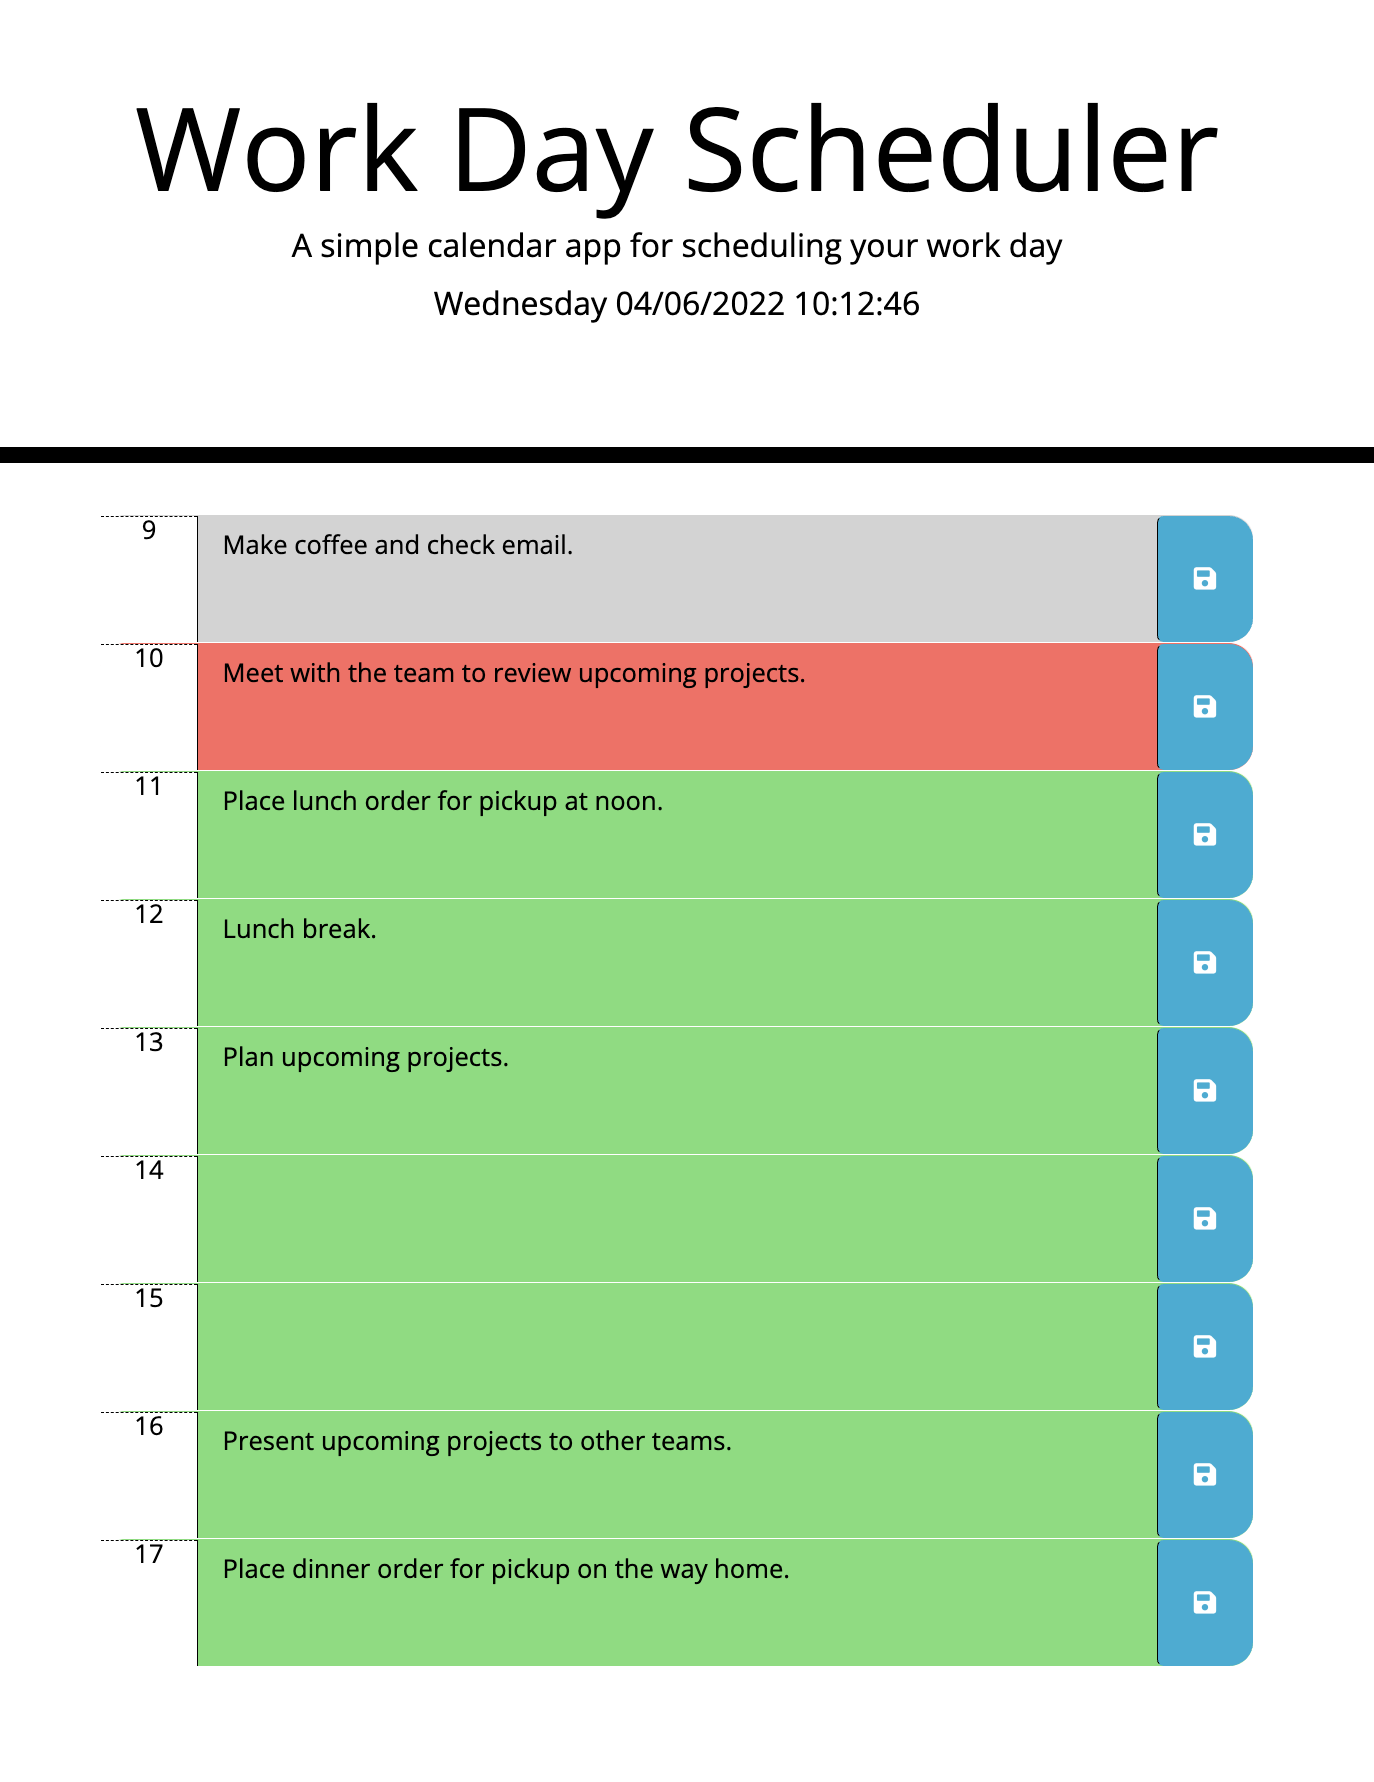 Work Day Scheduler
A simple calendar app for scheduling your work day
Wednesday 04/06/2022 10:12:46
9 Make coffee and check email.
10 Meet with the team to review upcoming projects.
11 Place lunch order for pickup at noon.
12 Lunch break.
13 Plan upcoming projects.
14
15
16 Present upcoming projects to other teams.
17 Place dinner order for pickup on the way home.